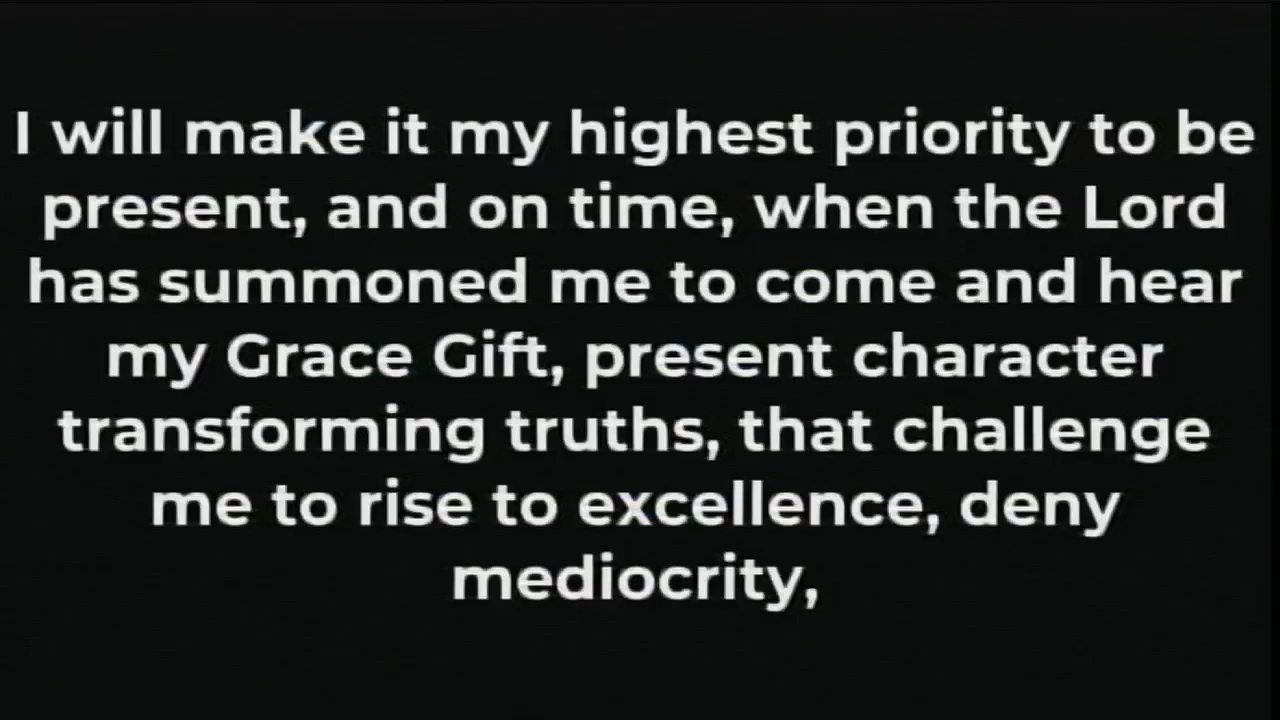 I will make it my highest priority to be
present, and on time, when the Lord
has summoned me to come and hear
my Grace Gift, present character
transforming truths, that challenge
me to rise to excellence, deny
mediocrity,